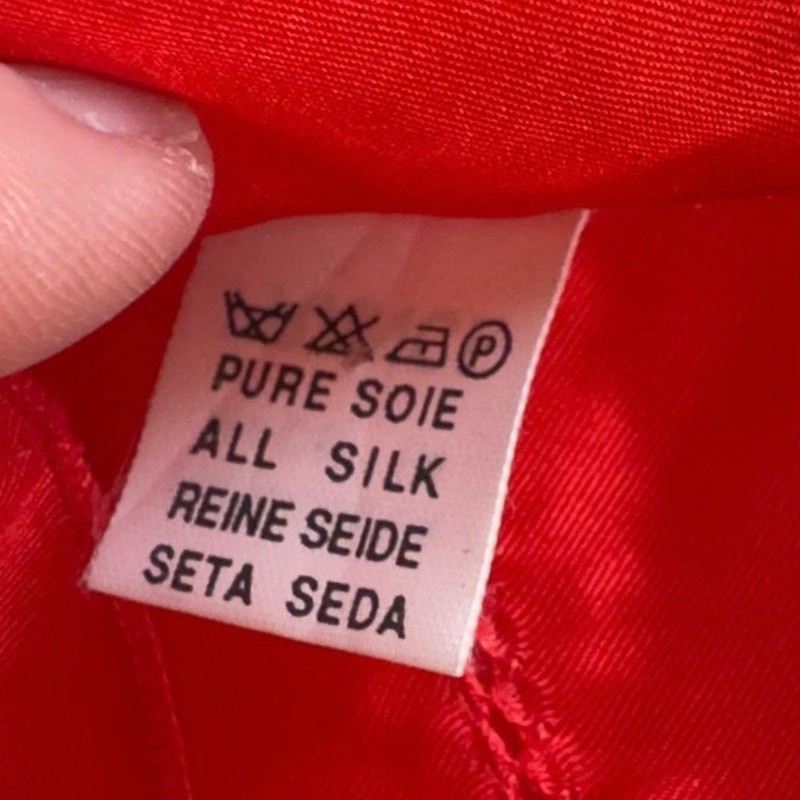 P
PURE SOIE
ALL SILK
REINE SEIDE
SETA SEDA